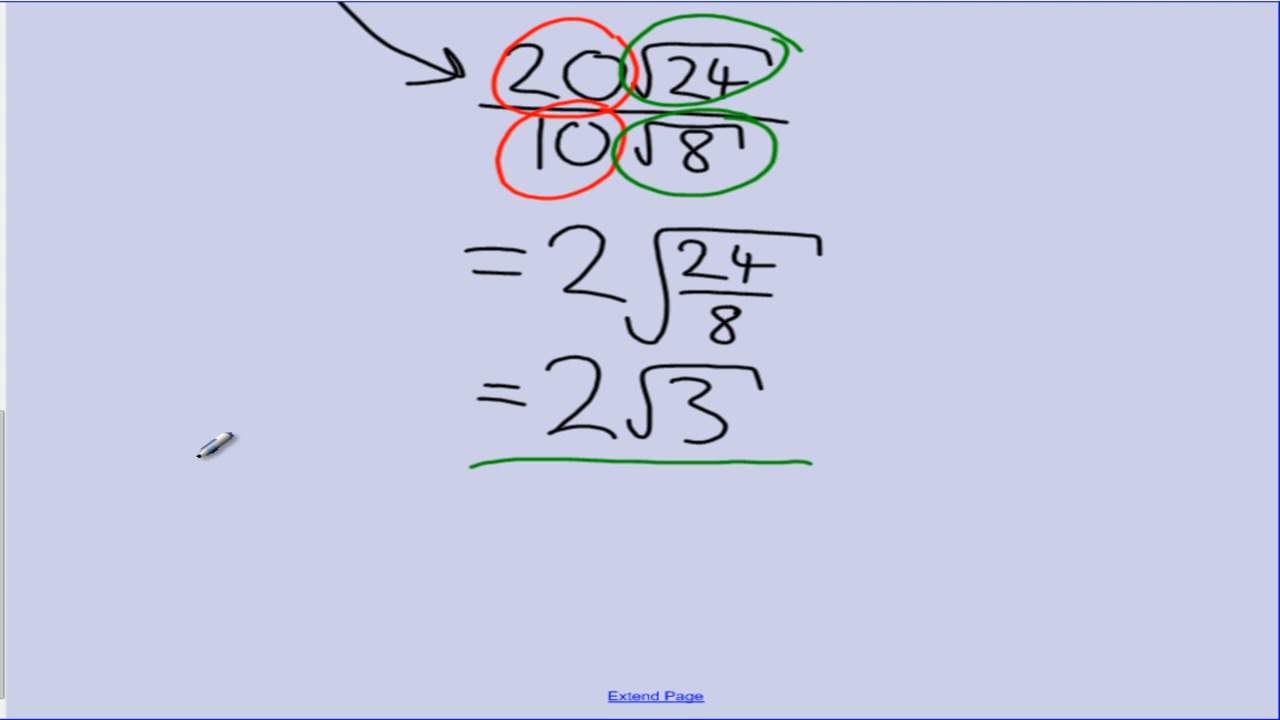 20√24
10√8
= 2√24/8
= 2√3
Extend Page